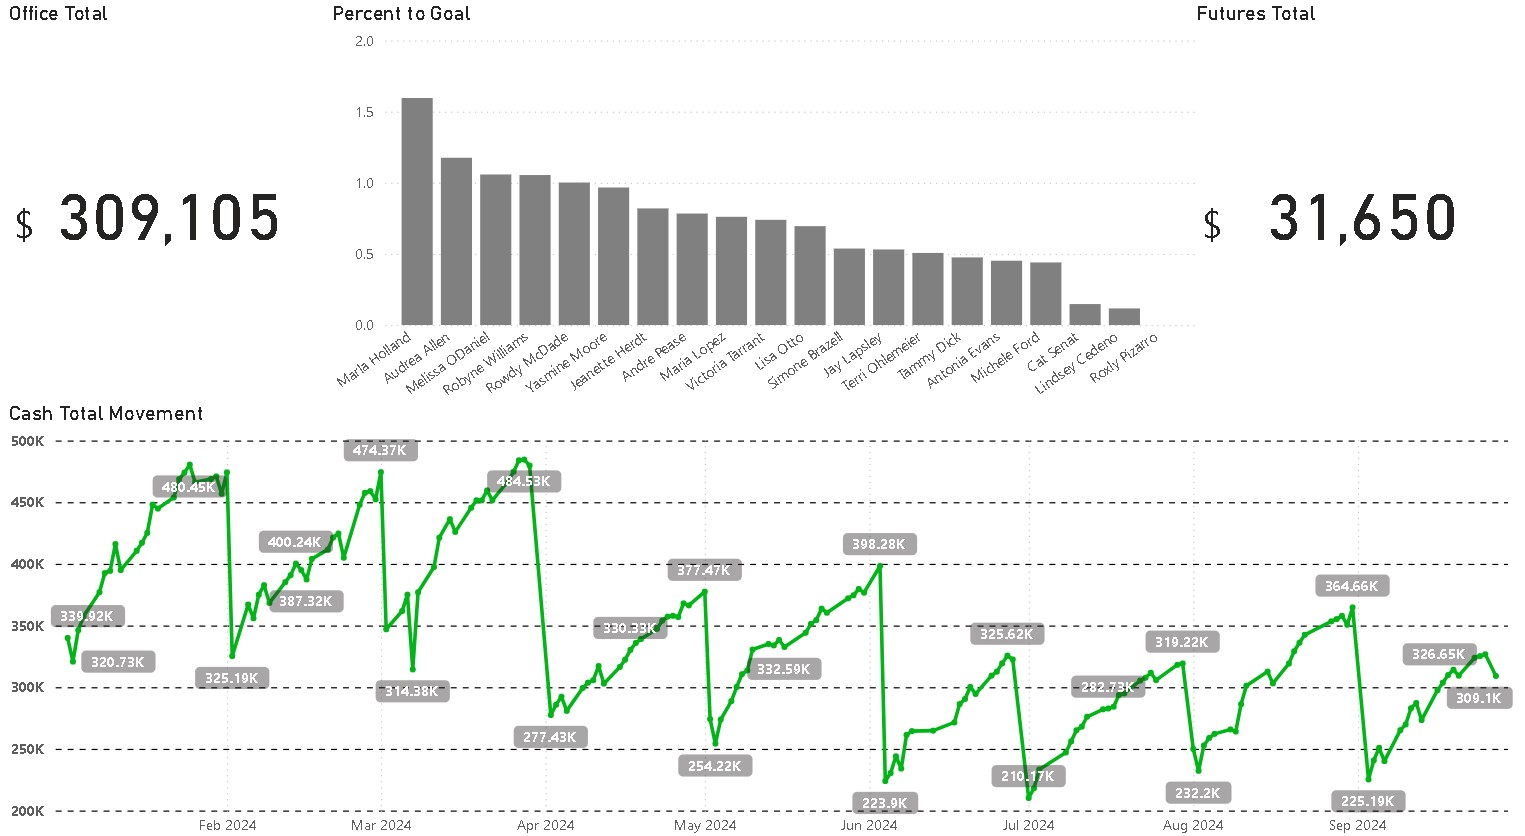 Office Total
Percent to Goal
Futures Total
2.0
1.5
1.0
0.5
0.0
$ 309,105
$ 31,650
Marla Holland
Audrea Allen
Melissa ODaniel
Robyne Williams
Rowdy McDade
Yasmine Moore
Jeanette Herdt
Andre Pease
Maria Lopez
Victoria Tarrant
Lisa Otto
Simone Brazell
Jay Lapsley
Terri Ohlemeier
Tammy Dick
Antonia Evans
Michele Ford
Cat Senat
Lindsey Cedeno
Roxly Pizarro
Cash Total Movement
500K
450K
400K
350K
300K
250K
200K
339.92K
320.73K
480.45K
325.19K
400.24K
387.32K
474.37K
314.38K
484.53K
277.43K
330.33K
377.47K
254.22K
332.59K
398.28K
223.9K
325.62K
210.17K
282.73K
319.22K
232.2K
364.66K
225.19K
326.65K
309.1K
Feb 2024
Mar 2024
Apr 2024
May 2024
Jun 2024
Jul 2024
Aug 2024
Sep 2024